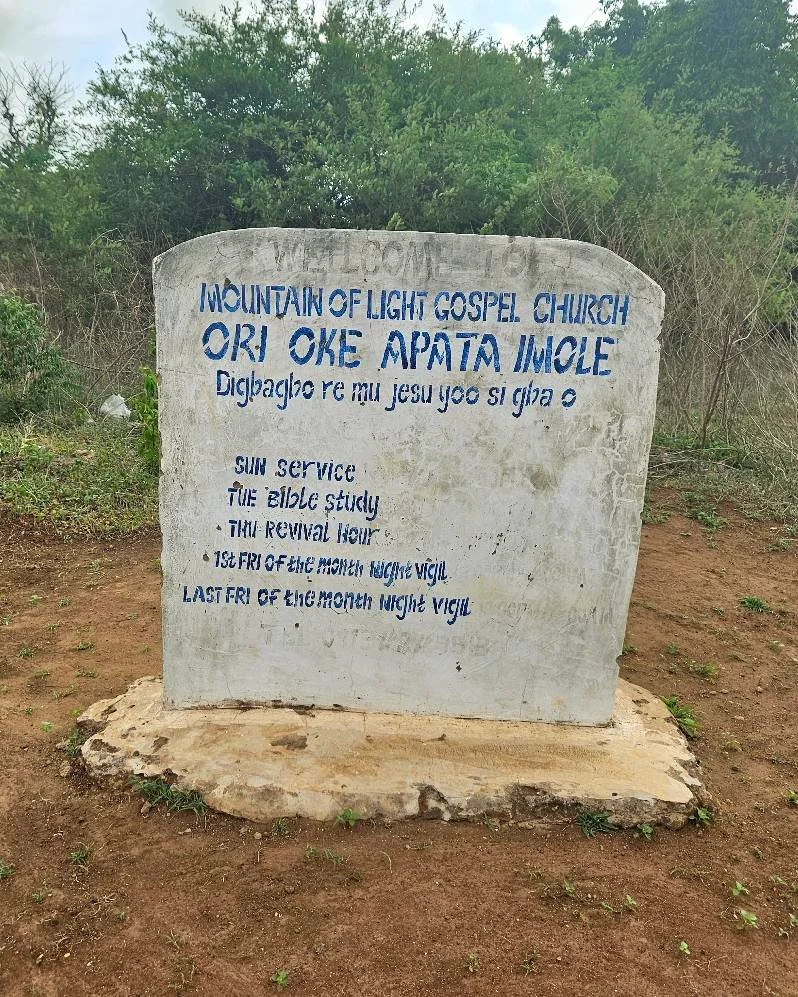 WELCOME TO
MOUNTAIN OF LIGHT GOSPEL CHURCH
ORI OKE APATA IMOLE
Digbagbo re mu jesu yoo si gba o
SUN Service
TUE Bible study
THU Revival Hour
1st FRI OF the month Night vigil
LAST FRI OF the month Night vigil